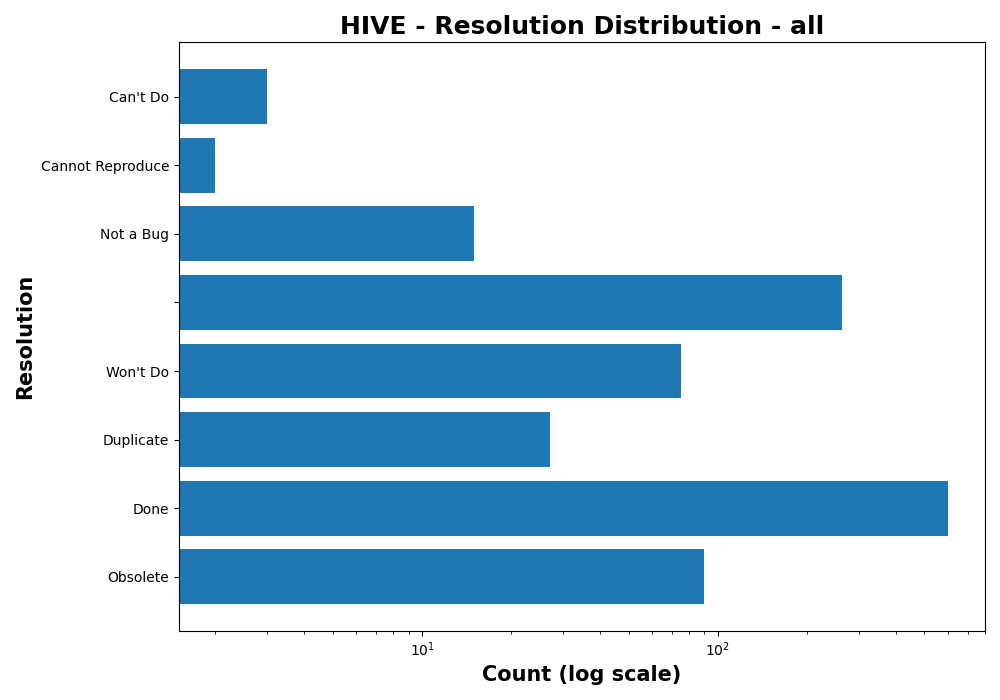 HIVE - Resolution Distribution - all
Can't Do
Cannot Reproduce
Not a Bug
Won't Do
Duplicate
Done
Obsolete
Resolution
10¹
10²
Count (log scale)